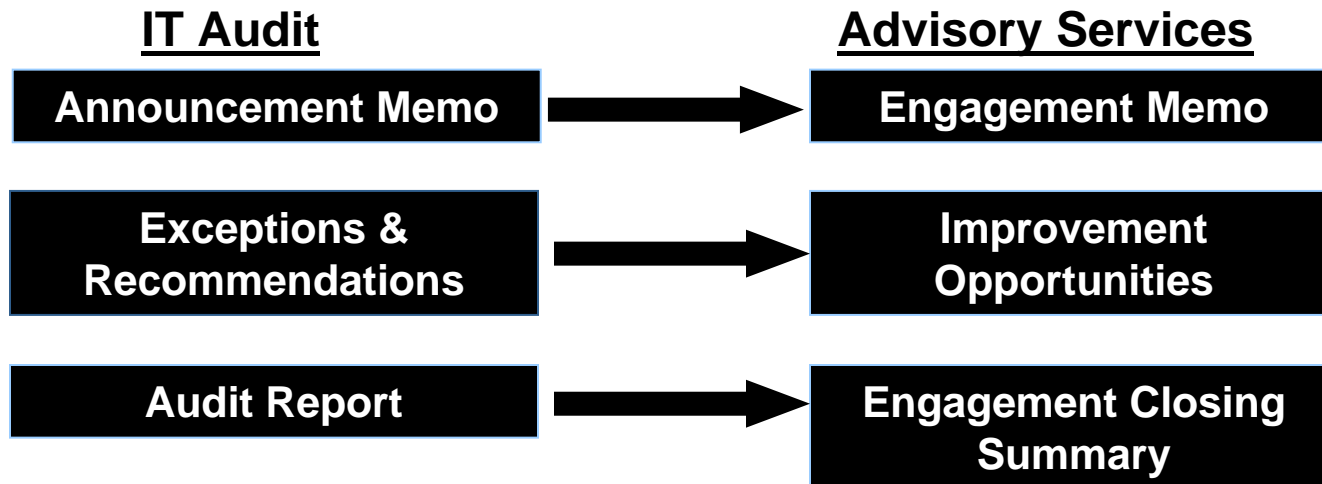 IT Audit
Advisory Services
Announcement Memo
Engagement Memo
Exceptions &
Recommendations
Improvement
Opportunities
Audit Report
Engagement Closing
Summary